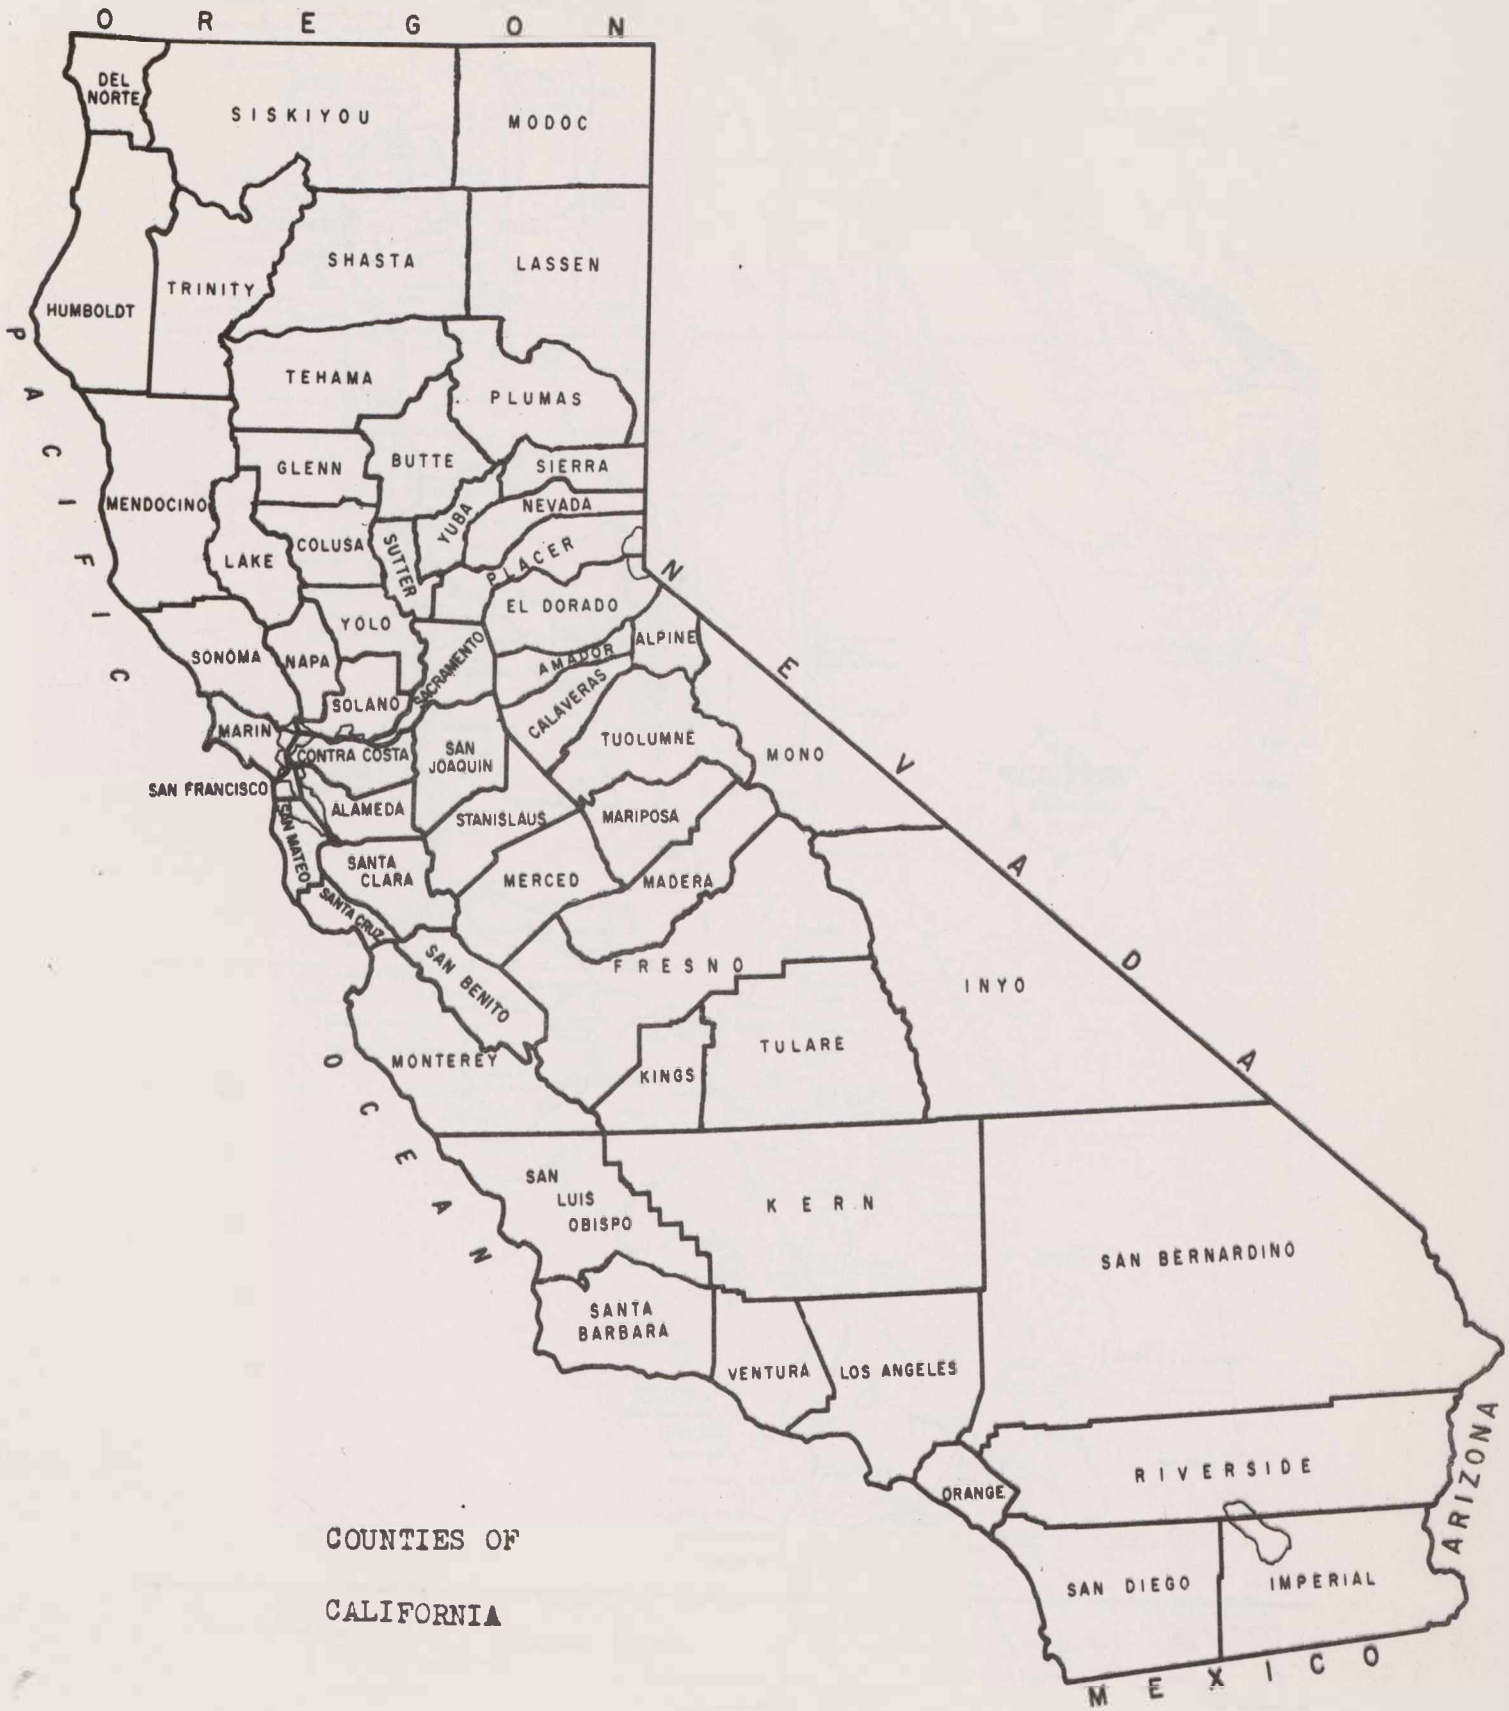 OREGON
DEL
NORTE
SISKIYOU
MODOC
SHASTA
LASSEN
TRINITY
HUMBOLDT
TEHAMA
PLUMAS
GLENN
BUTTE
SIERRA
MENDOCINO
NEVADA
YUBA
COLUSA
SUTTER
LAKE
PLACER
EL DORADO
YOLO
SONOMA
NAPA
SACRAMENTO
AMADOR
ALPINE
SOLANO
CALAVERAS
MARIN
CONTRA COSTA
SAN
JOAQUIN
TUOLUMNE
MONO
SAN FRANCISCO
ALAMEDA
STANISLAUS
MARIPOSA
SAN MATEO
SANTA
CLARA
MERCED
MADERA
SANTA CRUZ
SAN BENITO
FRESNO
INYO
MONTEREY
KINGS
TULARE
SAN
LUIS
OBISPO
KERN
SAN BERNARDINO
SANTA
BARBARA
VENTURA
LOS ANGELES
ORANGE
RIVERSIDE
SAN DIEGO
IMPERIAL
PACIFIC
OCEAN
NEVADA
ARIZONA
MEXICO
COUNTIES OF
CALIFORNIA